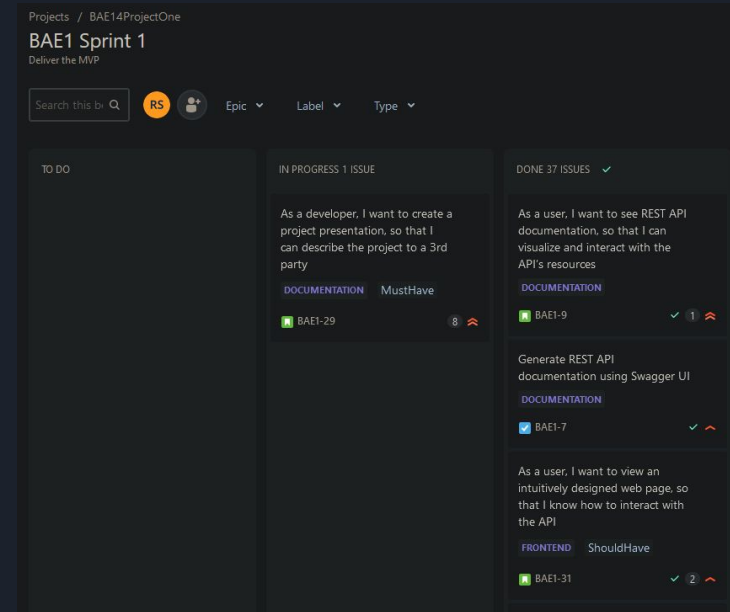 Projects / BAE14ProjectOne
BAE1 Sprint 1
Deliver the MVP
Search this b
RS
Epic
Label
Type
TO DO
IN PROGRESS 1 ISSUE
As a developer, I want to create a
project presentation, so that I
can describe the project to a 3rd
party
DOCUMENTATION MustHave
BAE1-29 8
DONE 37 ISSUES
As a user, I want to see REST API
documentation, so that I can
visualize and interact with the
API's resources
DOCUMENTATION
BAE1-9 1
Generate REST API
documentation using Swagger UI
DOCUMENTATION
BAE1-7
As a user, I want to view an
intuitively designed web page, so
that I know how to interact with
the API
FRONTEND ShouldHave
BAE1-31 2